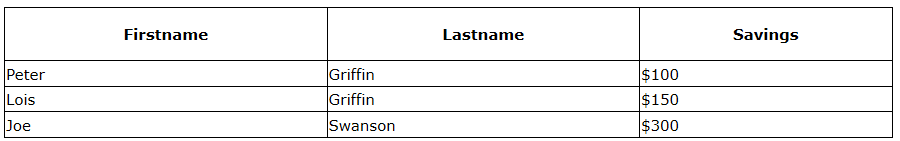 Firstname Lastname Savings
Peter Griffin $100
Lois Griffin $150
Joe Swanson $300